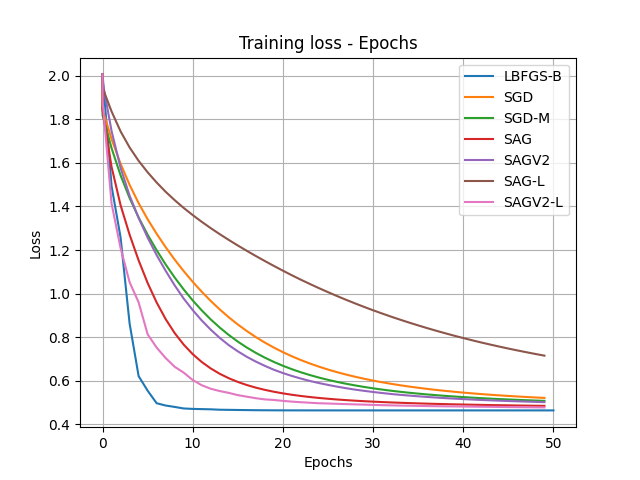 Training loss - Epochs
Loss
2.0
1.8
1.6
1.4
1.2
1.0
0.8
0.6
0.4
0
10
20
30
40
50
Epochs
LBFGS-B
SGD
SGD-M
SAG
SAGV2
SAG-L
SAGV2-L